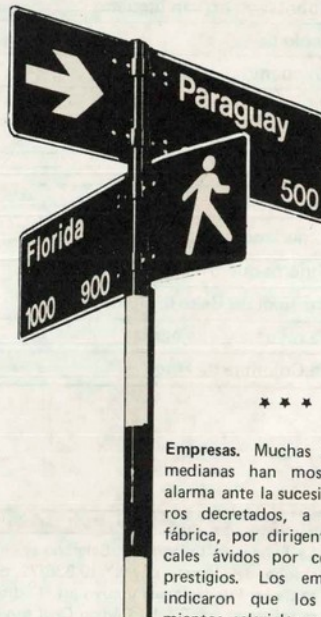 Paraguay
500
Florida
1000 900
* * *
Empresas. Muchas
medianas han mos
alarma ante la sucesi
ros decretados, a
fábrica, por dirigent
cales ávidos por c
prestigios. Los em
indicaron que los